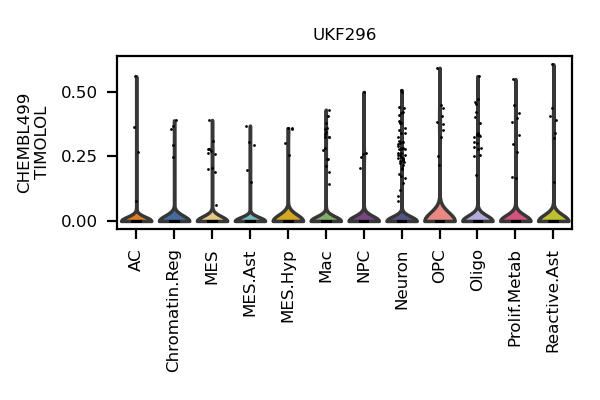 UKF296
CHEMBL499
TIMOLOL
0.50
0.25
0.00
AC
Chromatin.Reg
MES
MES.Ast
MES.Hyp
Mac
NPC
Neuron
OPC
Oligo
Prolif.Metab
Reactive.Ast